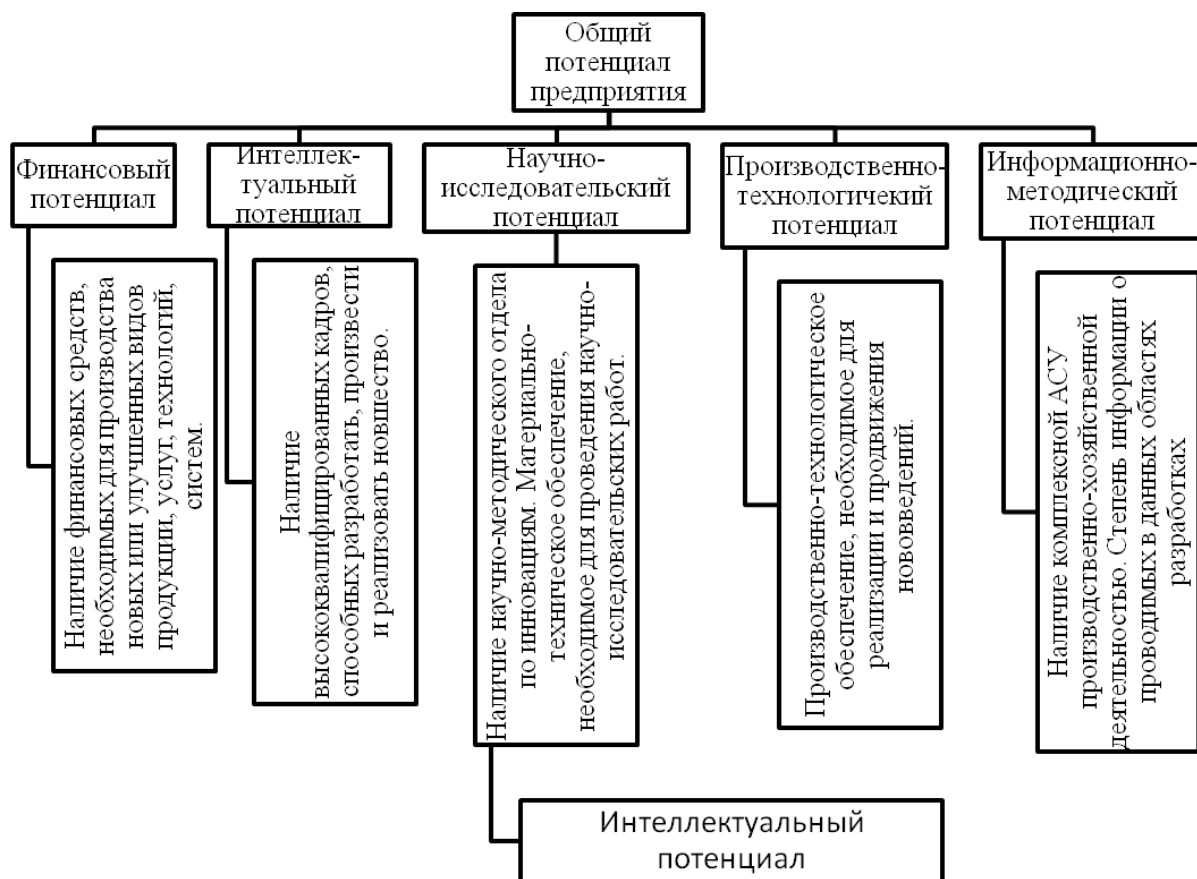 Общий
потенциал
предприятия
Финансовый
потенциал
Интеллек-
туальный
потенциал
Научно-
исследовательский
потенциал
Производственно-
технологичекий
потенциал
Информационно-
методический
потенциал
Наличие финансовых средств,
необходимых для производства
новых или улучшенных видов
продукции, услуг, технологий,
систем.
Наличие
высококвалифицированных кадров,
способных разработать, произвести
и реализовать новшество.
Наличие научно-методического отдела
по инновациям. Материально-
техническое обеспечение,
необходимое для проведения научно-
исследовательских работ.
Производственно-технологическое
обеспечение, необходимое для
реализации и продвижения
нововведений.
Наличие комплексной АСУ
производственно-хозяйственной
деятельностью. Степень информации о
проводимых в данных областях
разработках
Интеллектуальный
потенциал